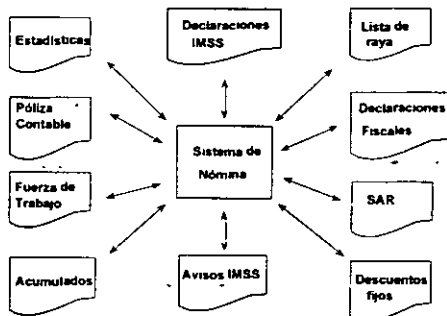 Estadísticas
Declaraciones
IMSS
Lista de
raya
Póliza
Contable
Sistema de
Nómina
Declaraciones
Fiscales
Fuerza de
Trabajo
SAR
Acumulados
Avisos IMSS
Descuentos
fijos